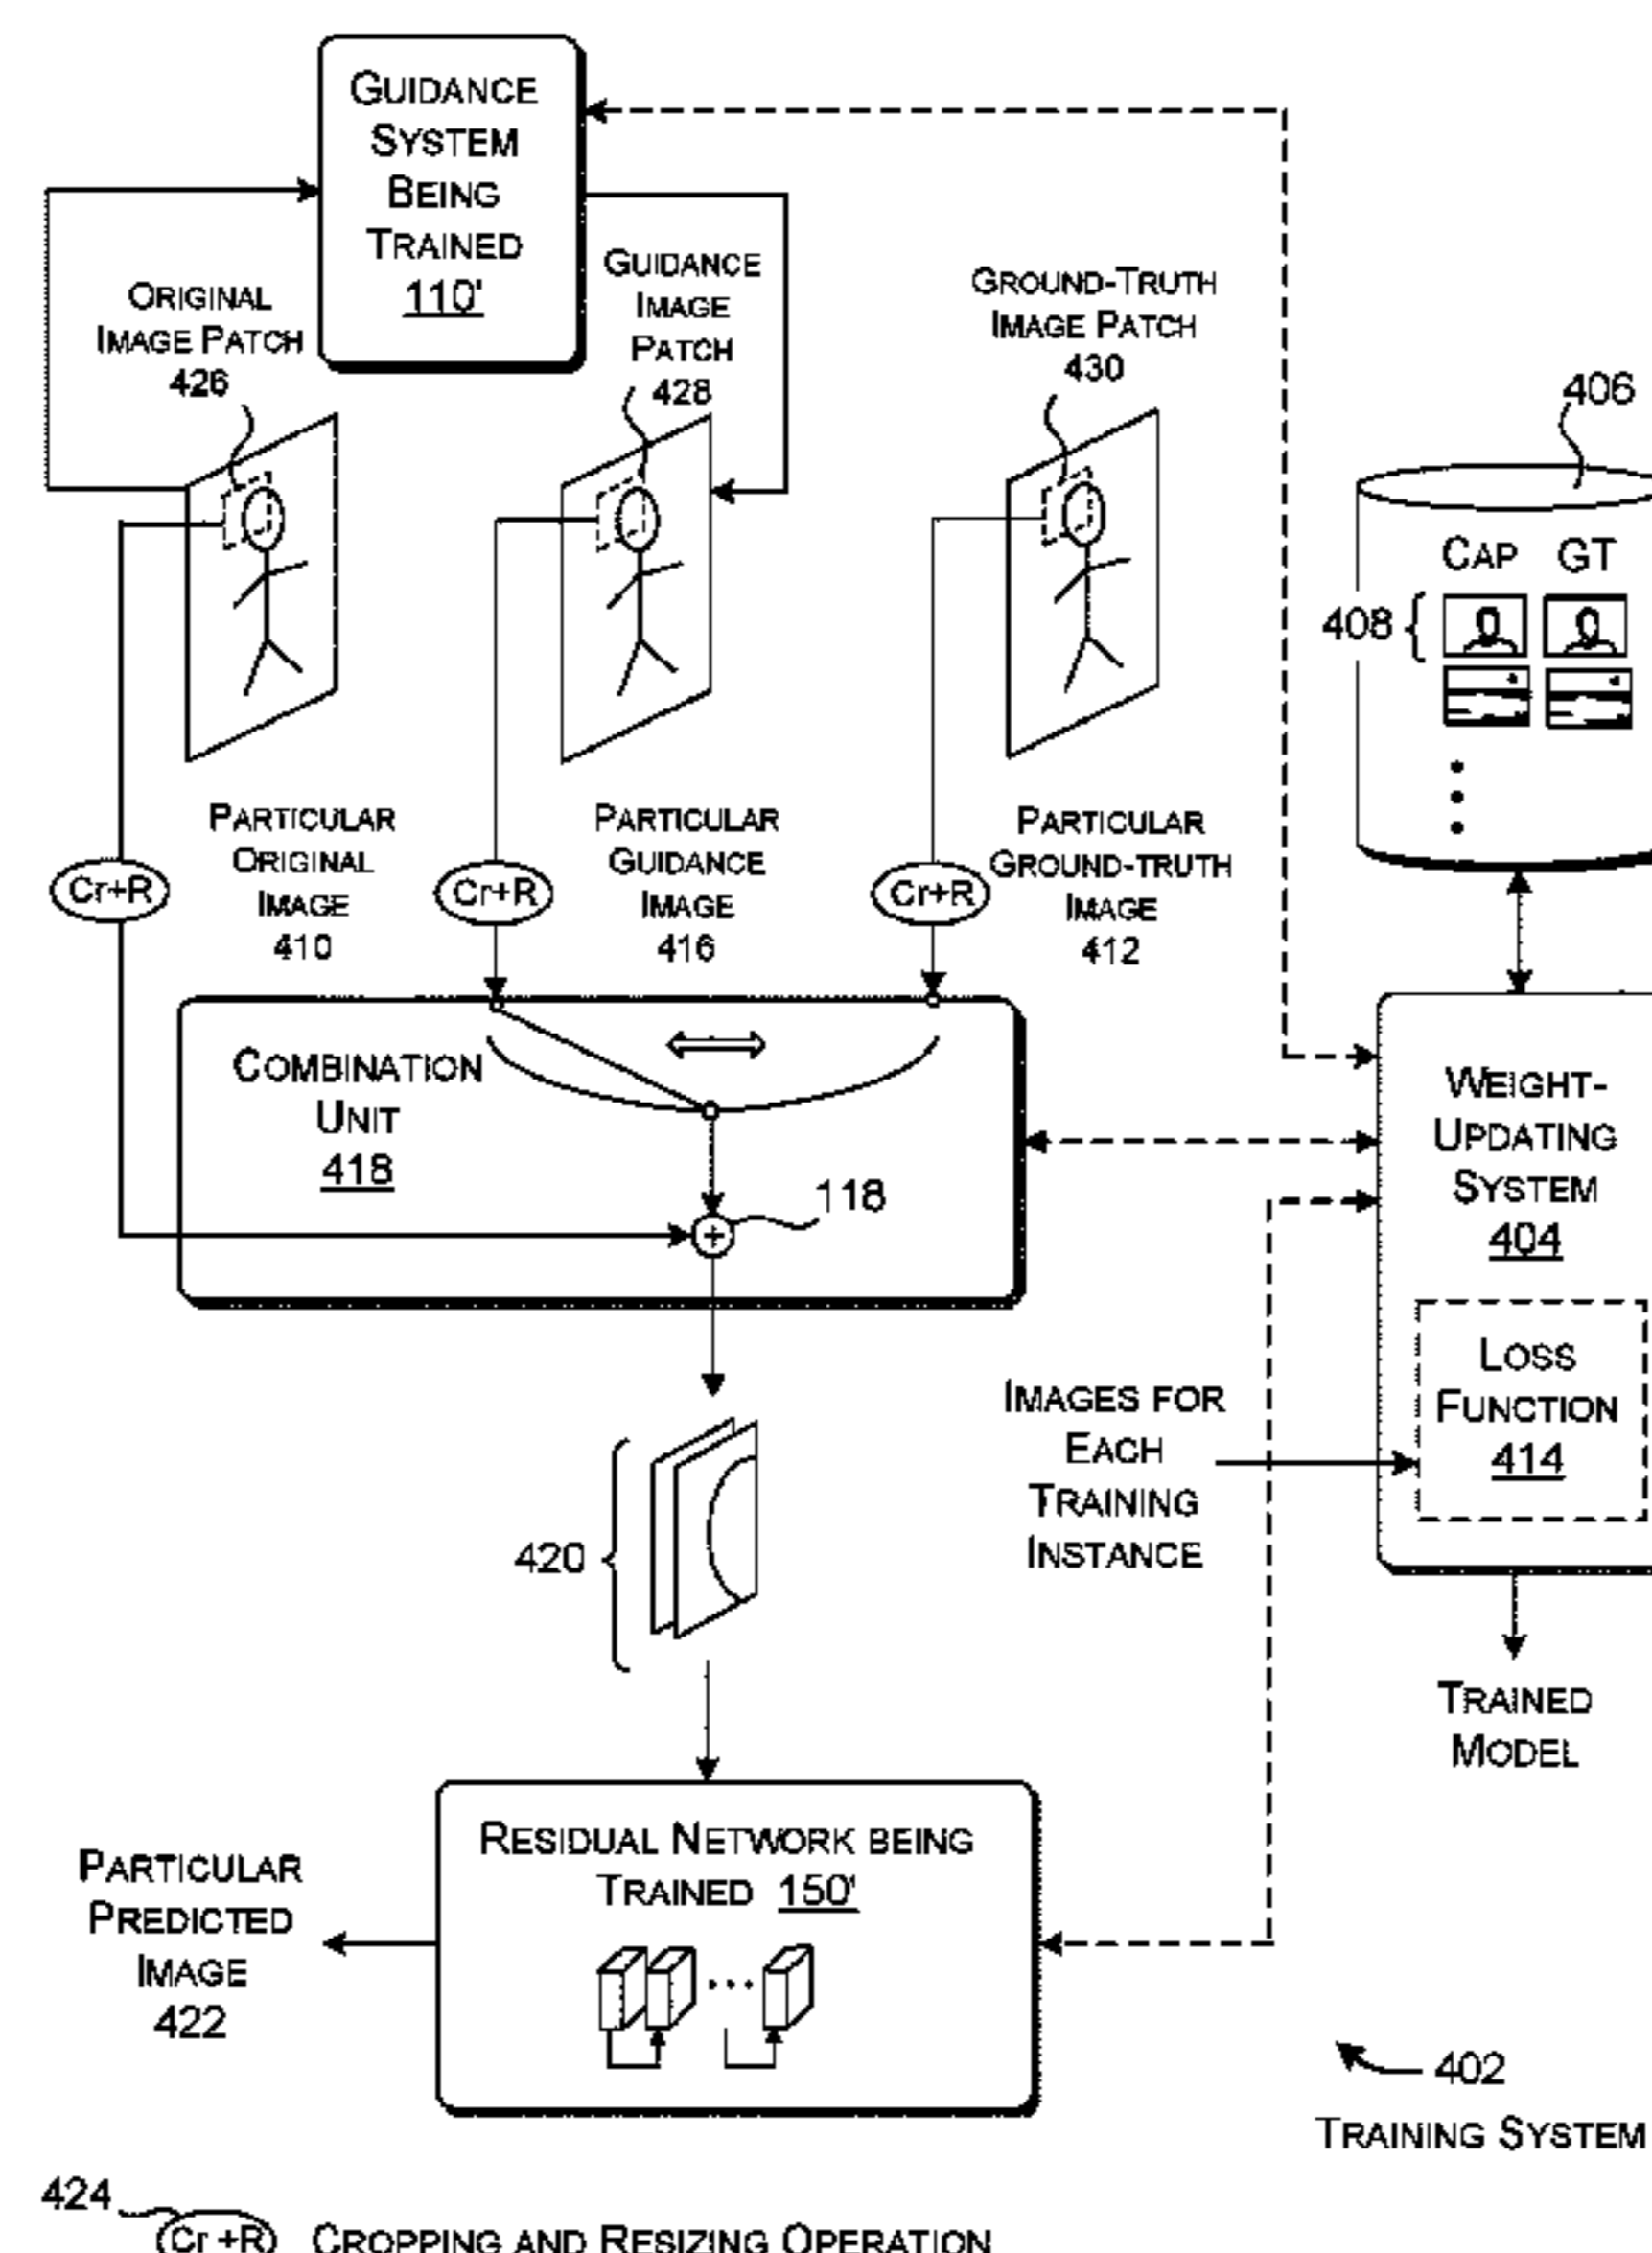 GUIDANCE
SYSTEM
BEING
TRAINED
110'
ORIGINAL
IMAGE PATCH
426
GUIDANCE
IMAGE
PATCH
428
GROUND-TRUTH
IMAGE PATCH
430
406
CAP GT
408
PARTICULAR
ORIGINAL
IMAGE
410
PARTICULAR
GUIDANCE
IMAGE
416
PARTICULAR
GROUND-TRUTH
IMAGE
412
Cr+R
Cr+R
Cr+R
COMBINATION
UNIT
418
118
WEIGHT-
UPDATING
SYSTEM
404
LOSS
FUNCTION
414
IMAGES FOR
EACH
TRAINING
INSTANCE
420
TRAINED
MODEL
RESIDUAL NETWORK BEING
TRAINED 150'
PARTICULAR
PREDICTED
IMAGE
422
402
TRAINING SYSTEM
424
Cr +R CROPPING AND RESIZING OPERATION